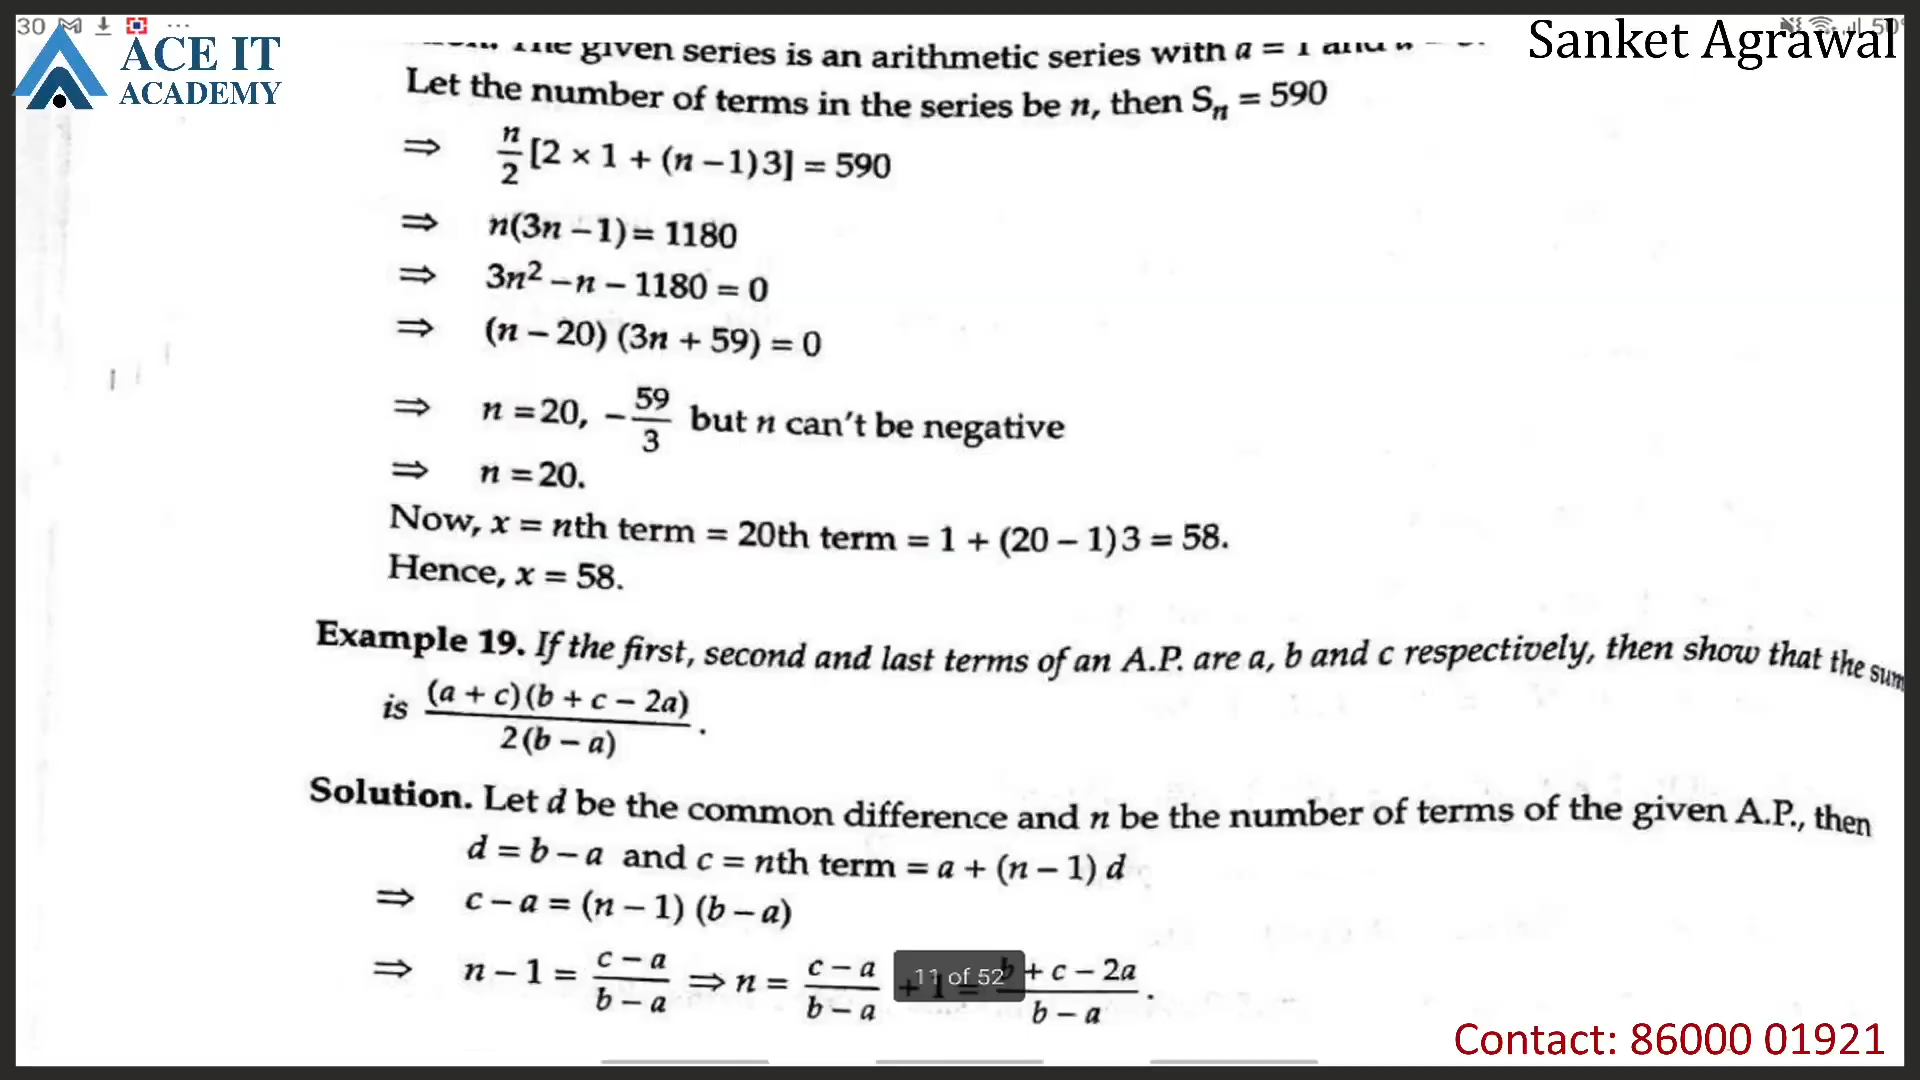 30
ACE IT
ACADEMY
Sanket Agrawal
given series is an arithmetic series with a = 1
Let the number of terms in the series be n, then Sₙ = 590
⇒ n/2 [2 × 1 + (n – 1)3] = 590
⇒ n(3n – 1) = 1180
⇒ 3n² – n – 1180 = 0
⇒ (n – 20) (3n + 59) = 0
⇒ n = 20, – 59/3 but n can't be negative
⇒ n = 20.
Now, x = nth term = 20th term = 1 + (20 – 1)3 = 58.
Hence, x = 58.
Example 19. If the first, second and last terms of an A.P. are a, b and c respectively, then show that the sum
is (a + c)(b + c – 2a) / 2(b – a) .
Solution. Let d be the common difference and n be the number of terms of the given A.P., then
d = b – a and c = nth term = a + (n – 1) d
⇒ c – a = (n – 1) (b – a)
⇒ n – 1 = c – a / b – a ⇒ n = c – a / b – a + 1 = b + c – 2a / b – a .
11 of 52
Contact: 86000 01921